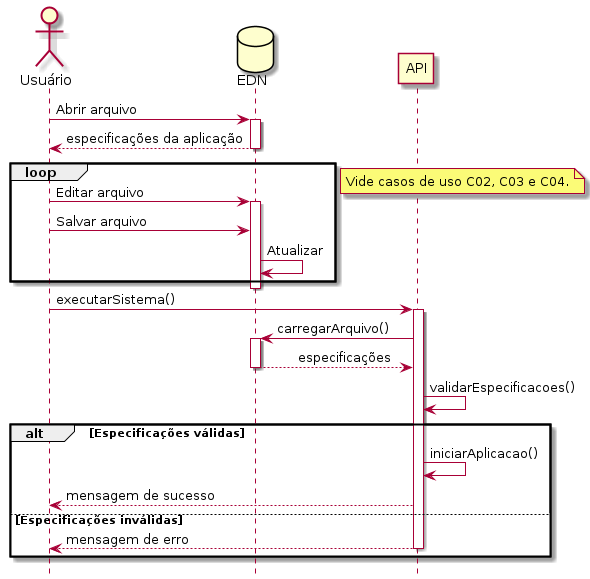 Usuário
EDN
API
Abrir arquivo
especificações da aplicação
loop
Vide casos de uso C02, C03 e C04.
Editar arquivo
Salvar arquivo
Atualizar
executarSistema()
carregarArquivo()
especificações
validarEspecificacoes()
alt [Especificações válidas]
iniciarAplicacao()
mensagem de sucesso
[Especificações inválidas]
mensagem de erro